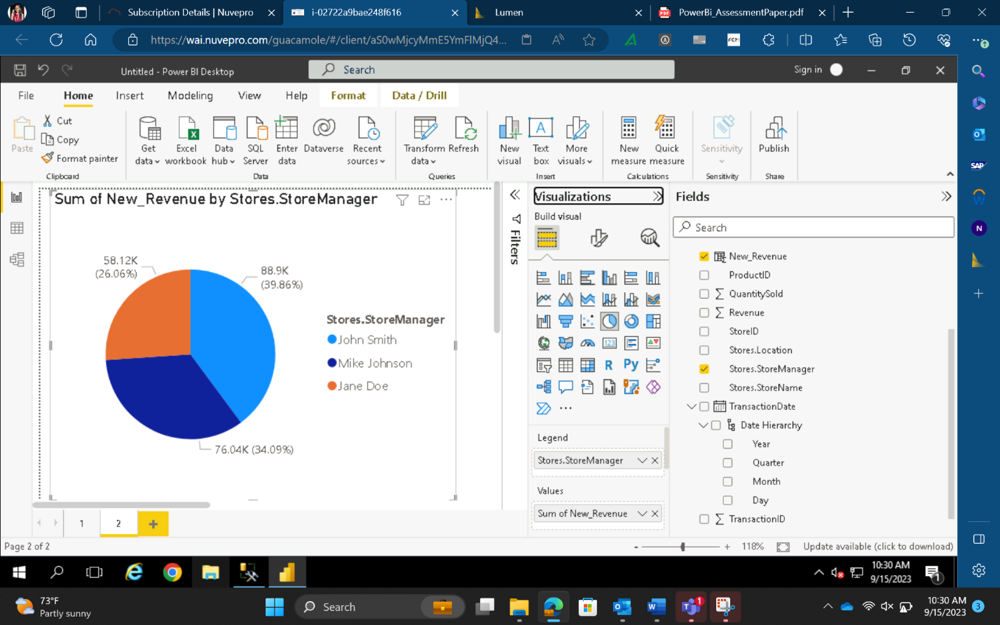 Subscription Details | Nuvepro
i-02722a9bae248f616
Lumen
PowerBi_AssessmentPaper.pdf
https://wai.nuvepro.com/guacamole/#/client/aS0wMjcyMmE5YmFlMjQ4...
Untitled - Power BI Desktop
Search
Sign in
File
Home
Insert
Modeling
View
Help
Format
Data / Drill
Paste
Cut
Copy
Format painter
Clipboard
Get data
Excel workbook
Data hub
SQL Server
Enter data
Dataverse
Recent sources
Data
Transform data
Refresh
Queries
New visual
Text box
More visuals
Insert
New measure
Quick measure
Calculations
Sensitivity
Sensitivity
Publish
Share
Sum of New_Revenue by Stores.StoreManager
58.12K
(26.06%)
88.9K
(39.86%)
76.04K (34.09%)
Stores.StoreManager
John Smith
Mike Johnson
Jane Doe
Filters
Visualizations
Build visual
123
R
Py
Legend
Stores.StoreManager
Values
Sum of New_Revenue
Fields
Search
New_Revenue
ProductID
QuantitySold
Revenue
StoreID
Stores.Location
Stores.StoreManager
Stores.StoreName
TransactionDate
Date Hierarchy
Year
Quarter
Month
Day
TransactionID
1
2
Page 2 of 2
118%
Update available (click to download)
10:30 AM
9/15/2023
1
73°F
Partly sunny
Search
1
10:30 AM
9/15/2023
3